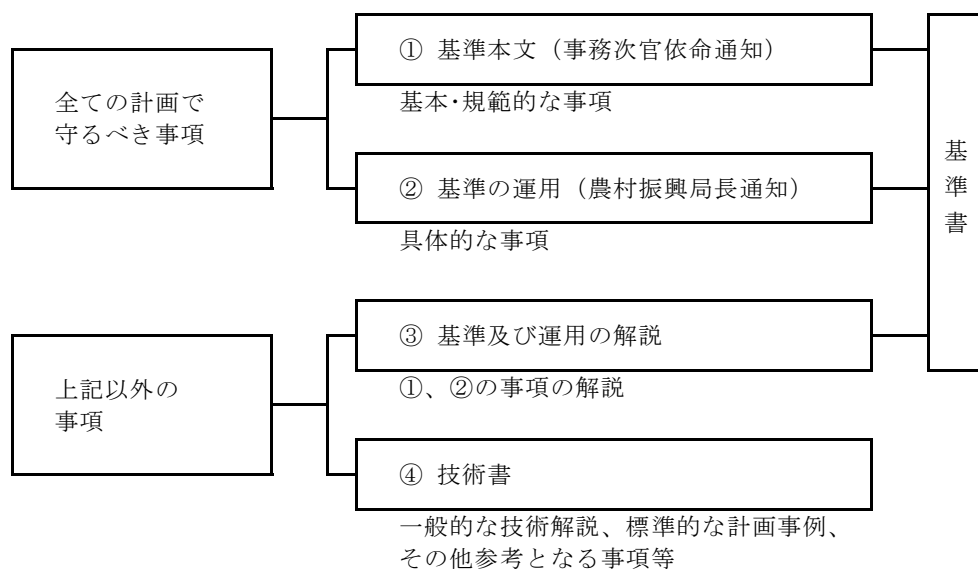 全ての計画で
守るべき事項
① 基準本文（事務次官依命通知）
基本・規範的な事項
② 基準の運用（農村振興局長通知）
具体的な事項
上記以外の
事項
③ 基準及び運用の解説
①、②の事項の解説
④ 技術書
一般的な技術解説、標準的な計画事例、
その他参考となる事項等
基準書